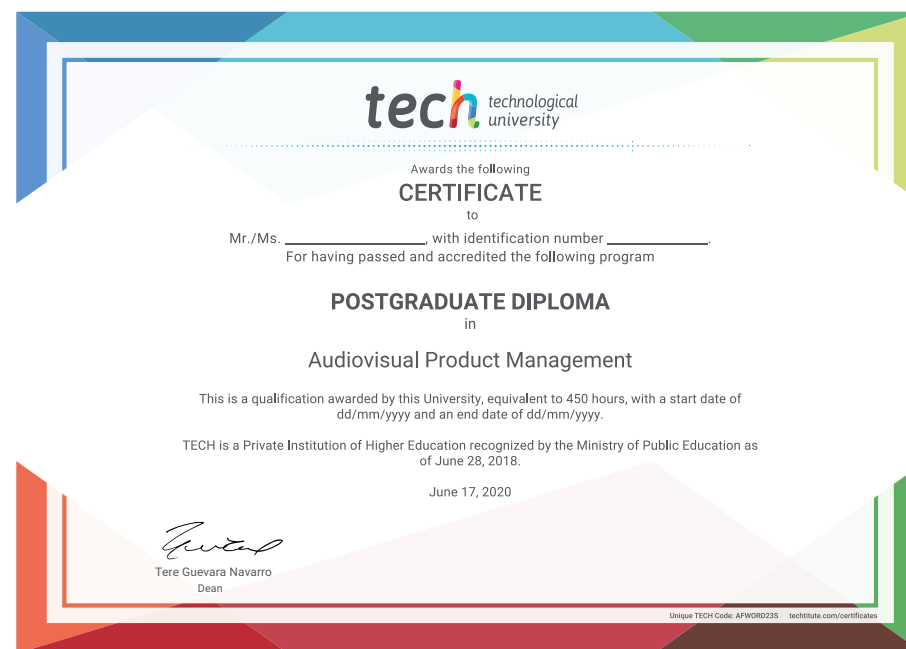 tech technological
university
Awards the following
CERTIFICATE
to
Mr./Ms. ____________________, with identification number ______________.
For having passed and accredited the following program
POSTGRADUATE DIPLOMA
in
Audiovisual Product Management
This is a qualification awarded by this University, equivalent to 450 hours, with a start date of
dd/mm/yyyy and an end date of dd/mm/yyyy.
TECH is a Private Institution of Higher Education recognized by the Ministry of Public Education as
of June 28, 2018.
June 17, 2020
Tere Guevara Navarro
Dean
Unique TECH Code: AFWORD23S techtitute.com/certificates